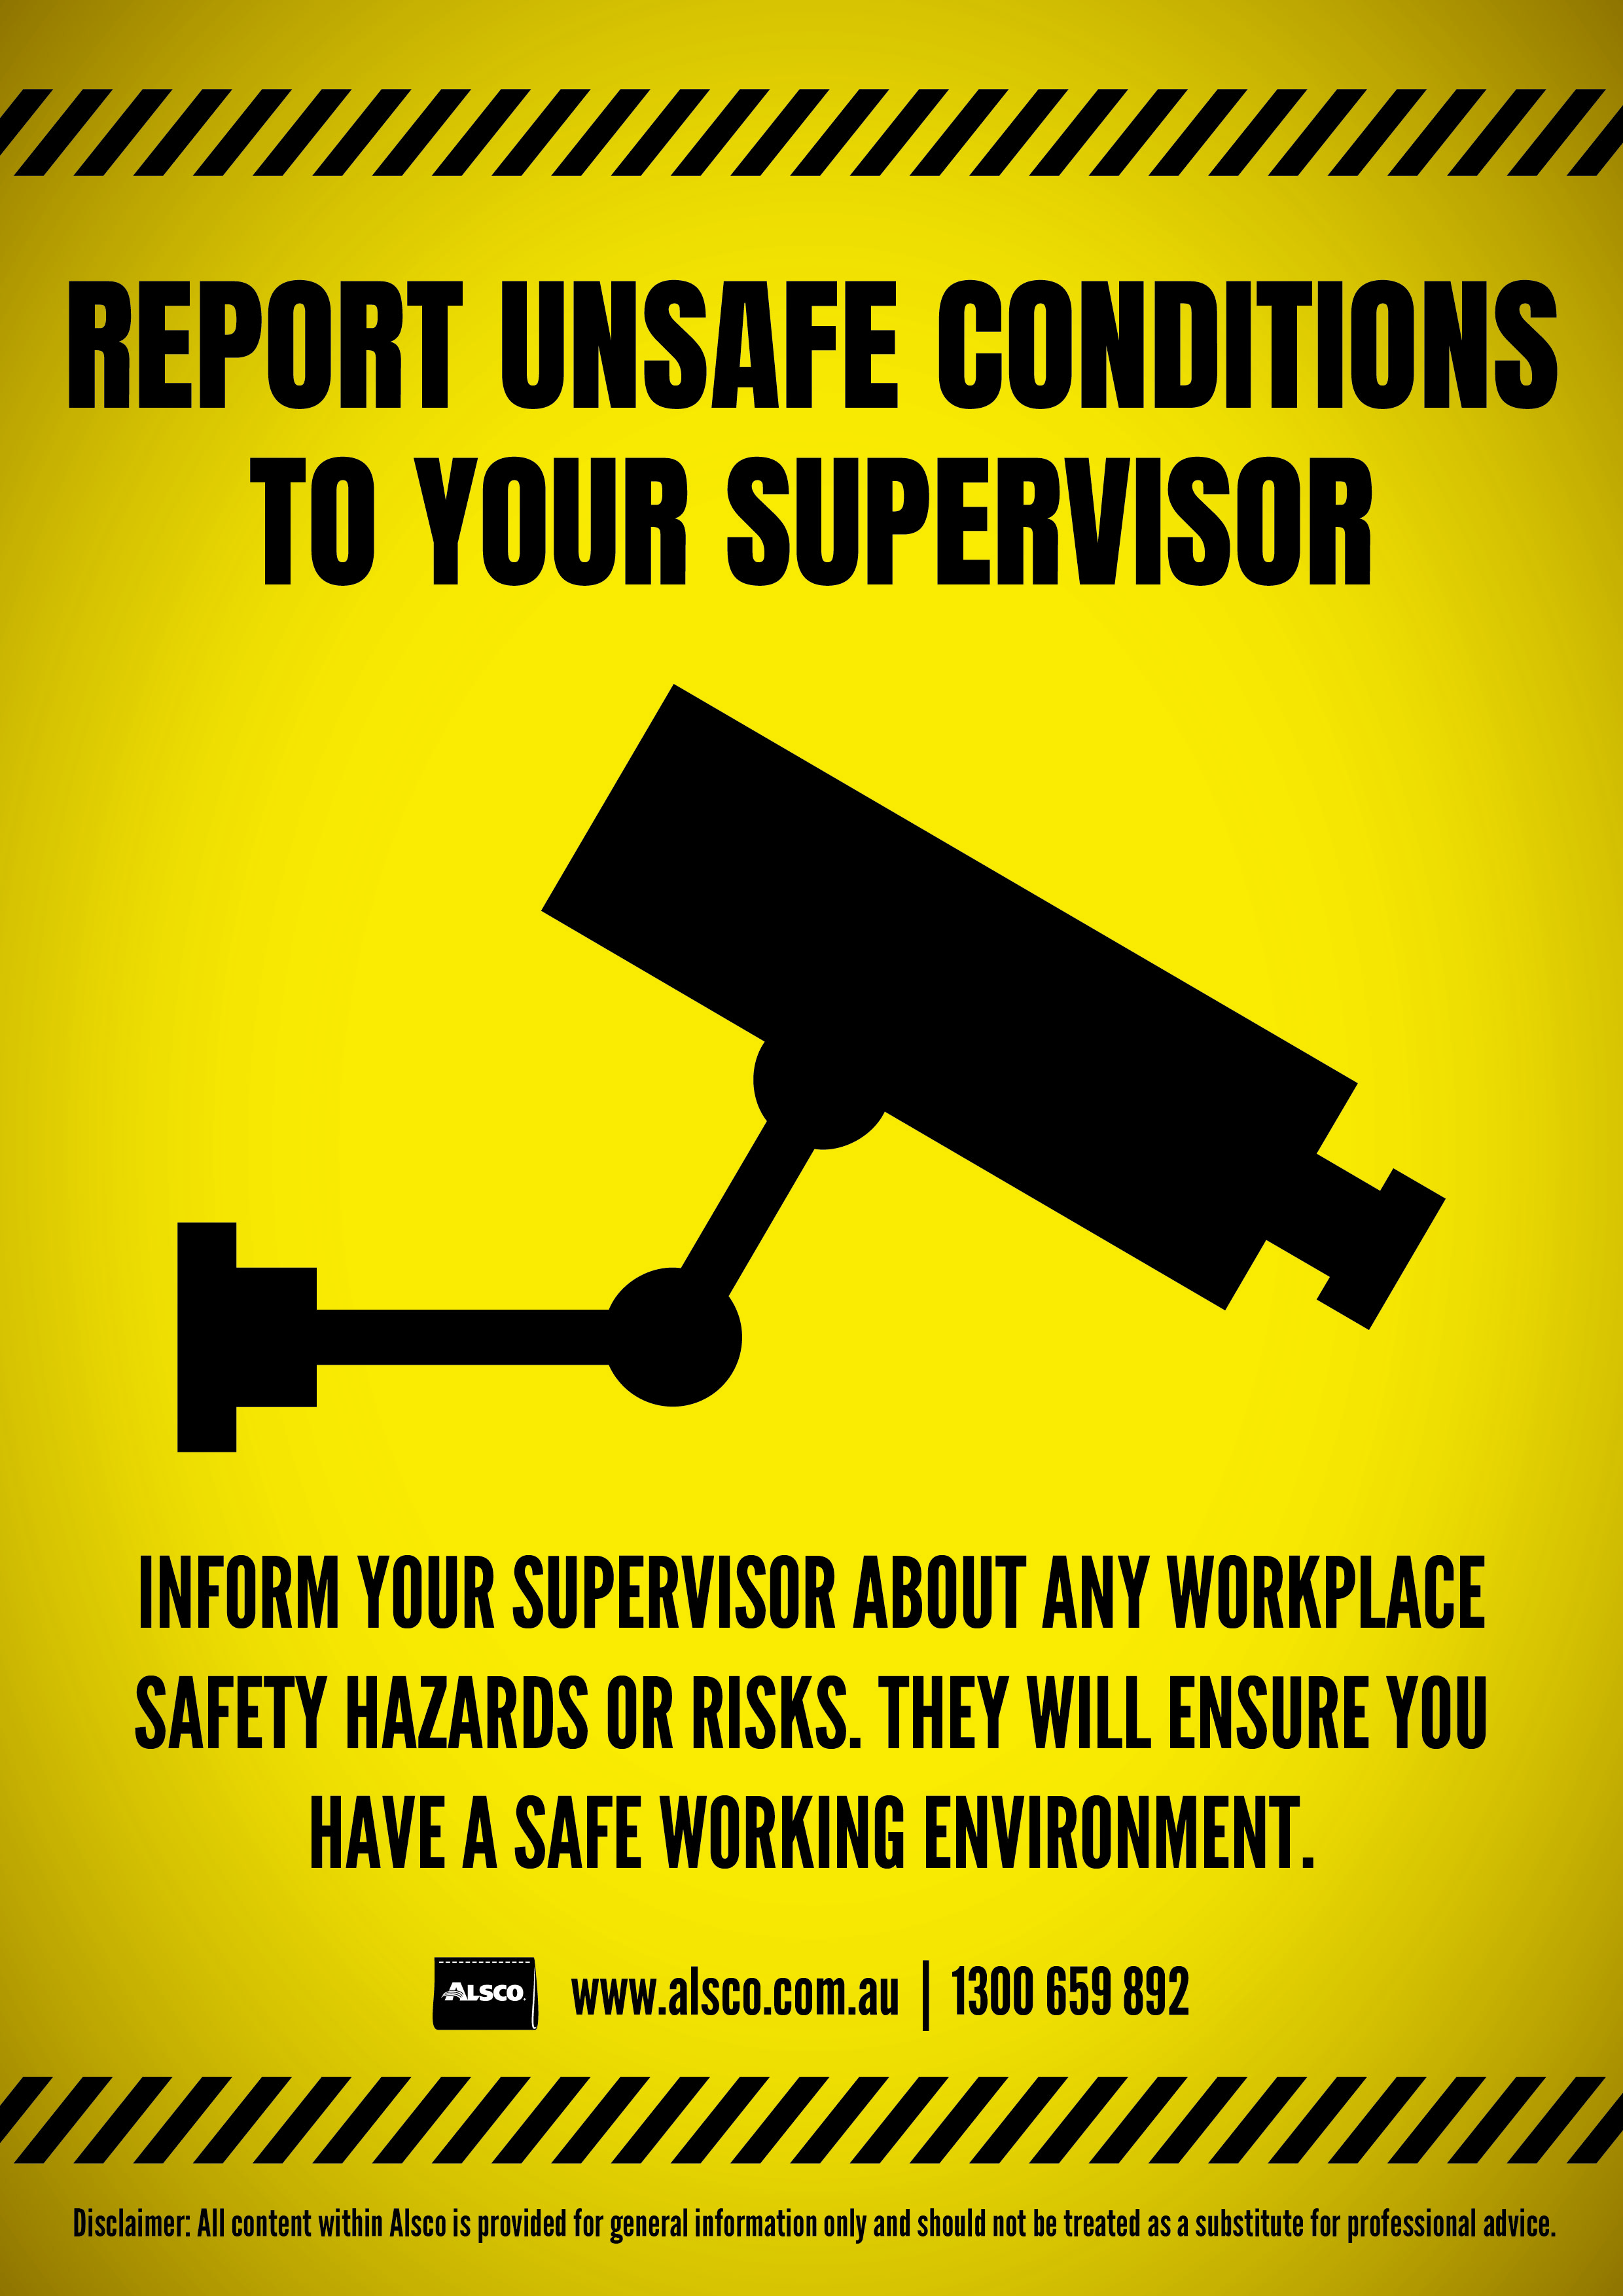 REPORT UNSAFE CONDITIONS
TO YOUR SUPERVISOR
INFORM YOUR SUPERVISOR ABOUT ANY WORKPLACE
SAFETY HAZARDS OR RISKS. THEY WILL ENSURE YOU
HAVE A SAFE WORKING ENVIRONMENT.
ALSCO www.alsco.com.au | 1300 659 892
Disclaimer: All content within Alsco is provided for general information only and should not be treated as a substitute for professional advice.